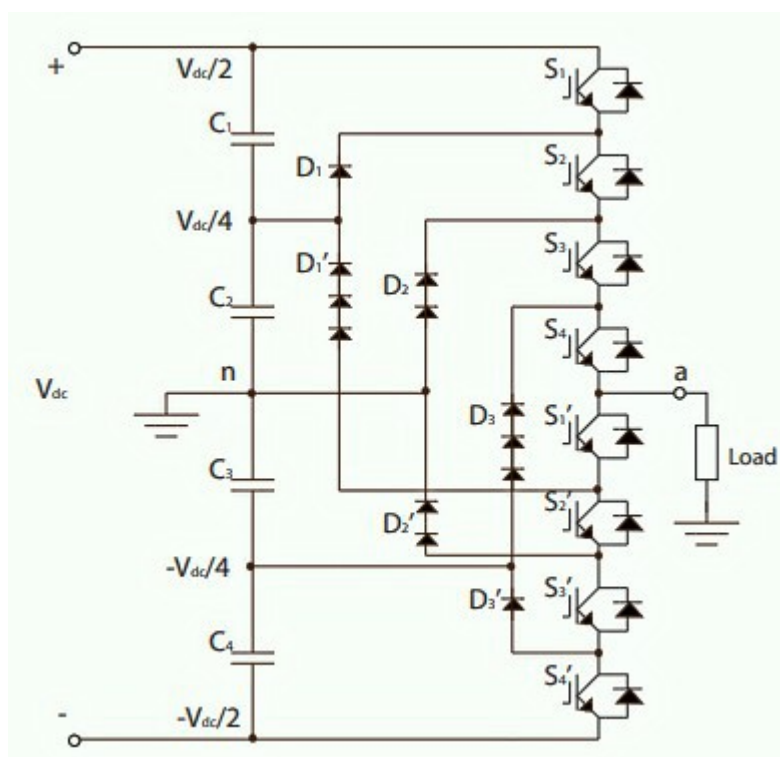 +
Vdc/2
S1
C1
D1
S2
Vdc/4
D1'
D2
S3
C2
S4
n
a
Vdc
D3
S1'
Load
C3
D2'
S2'
-Vdc/4
D3'
S3'
C4
S4'
-
-Vdc/2